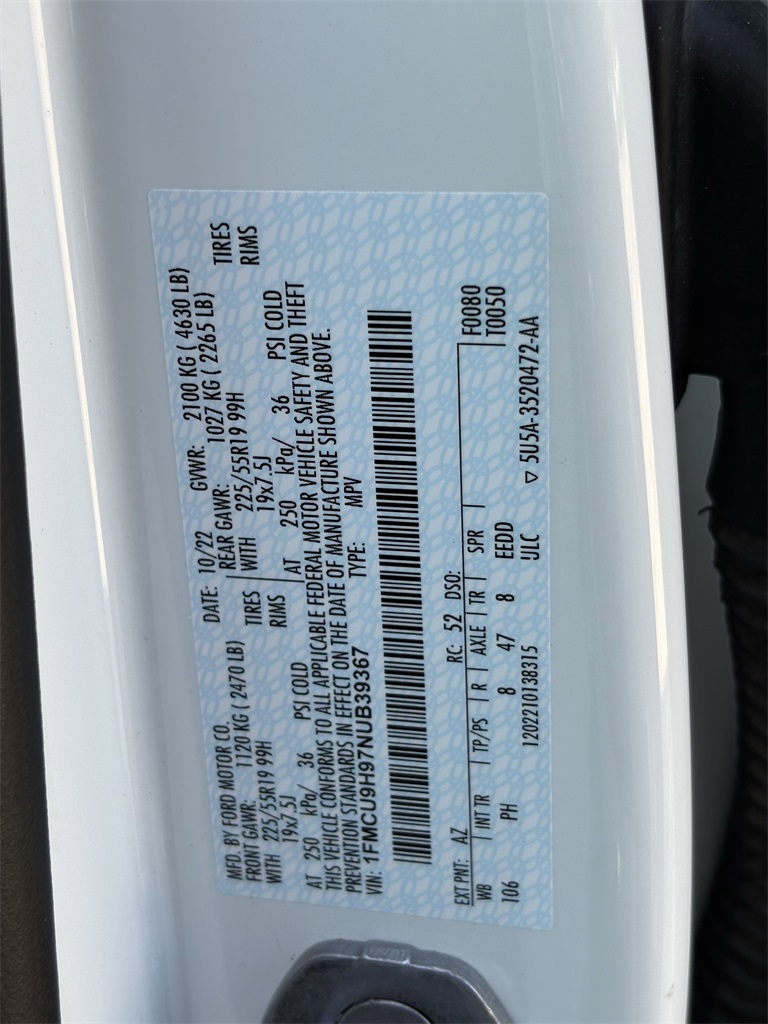 MFD. BY FORD MOTOR CO. DATE: 10/22 GVWR: 2100 KG ( 4630 LB)
FRONT GAWR: 1120 KG ( 2470 LB) REAR GAWR: 1027 KG ( 2265 LB)
WITH 225/55R19 99H TIRES WITH 225/55R19 99H TIRES
19x7.5J RIMS 19x7.5J RIMS
AT 250 kPa/ 36 PSI COLD AT 250 kPa/ 36 PSI COLD
THIS VEHICLE CONFORMS TO ALL APPLICABLE FEDERAL MOTOR VEHICLE SAFETY AND THEFT
PREVENTION STANDARDS IN EFFECT ON THE DATE OF MANUFACTURE SHOWN ABOVE.
VIN: 1FMCU9H97NUB39367 TYPE: MPV
EXT PNT: AZ RC: 52 DSO: F0080
WB INT TR TP/PS R AXLE TR SPR T0050
106 PH 8 47 8 EEDD
1202210138315 ULC ▽ 5U5A-3520472-AA